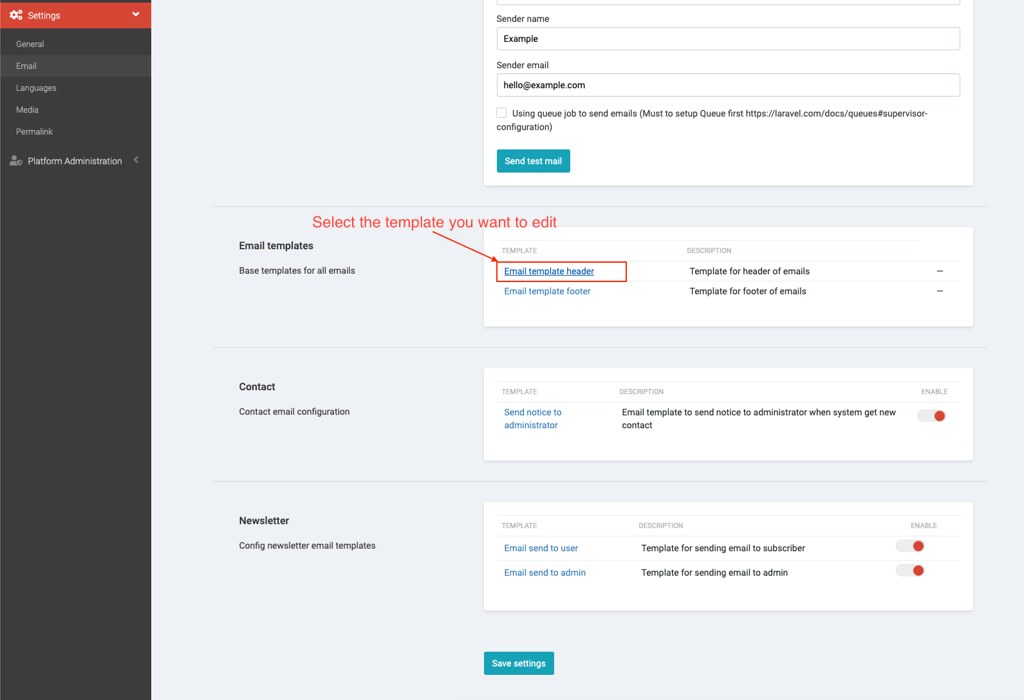 Settings
General
Email
Languages
Media
Permalink
Platform Administration
Sender name
Example
Sender email
hello@example.com
Using queue job to send emails (Must to setup Queue first https://laravel.com/docs/queues#supervisor-
configuration)
Send test mail
Select the template you want to edit
Email templates
Base templates for all emails
TEMPLATE DESCRIPTION
Email template header Template for header of emails –
Email template footer Template for footer of emails –
Contact
Contact email configuration
TEMPLATE DESCRIPTION ENABLE
Send notice to Email template to send notice to administrator when system get new
administrator contact
Newsletter
Config newsletter email templates
TEMPLATE DESCRIPTION ENABLE
Email send to user Template for sending email to subscriber
Email send to admin Template for sending email to admin
Save settings